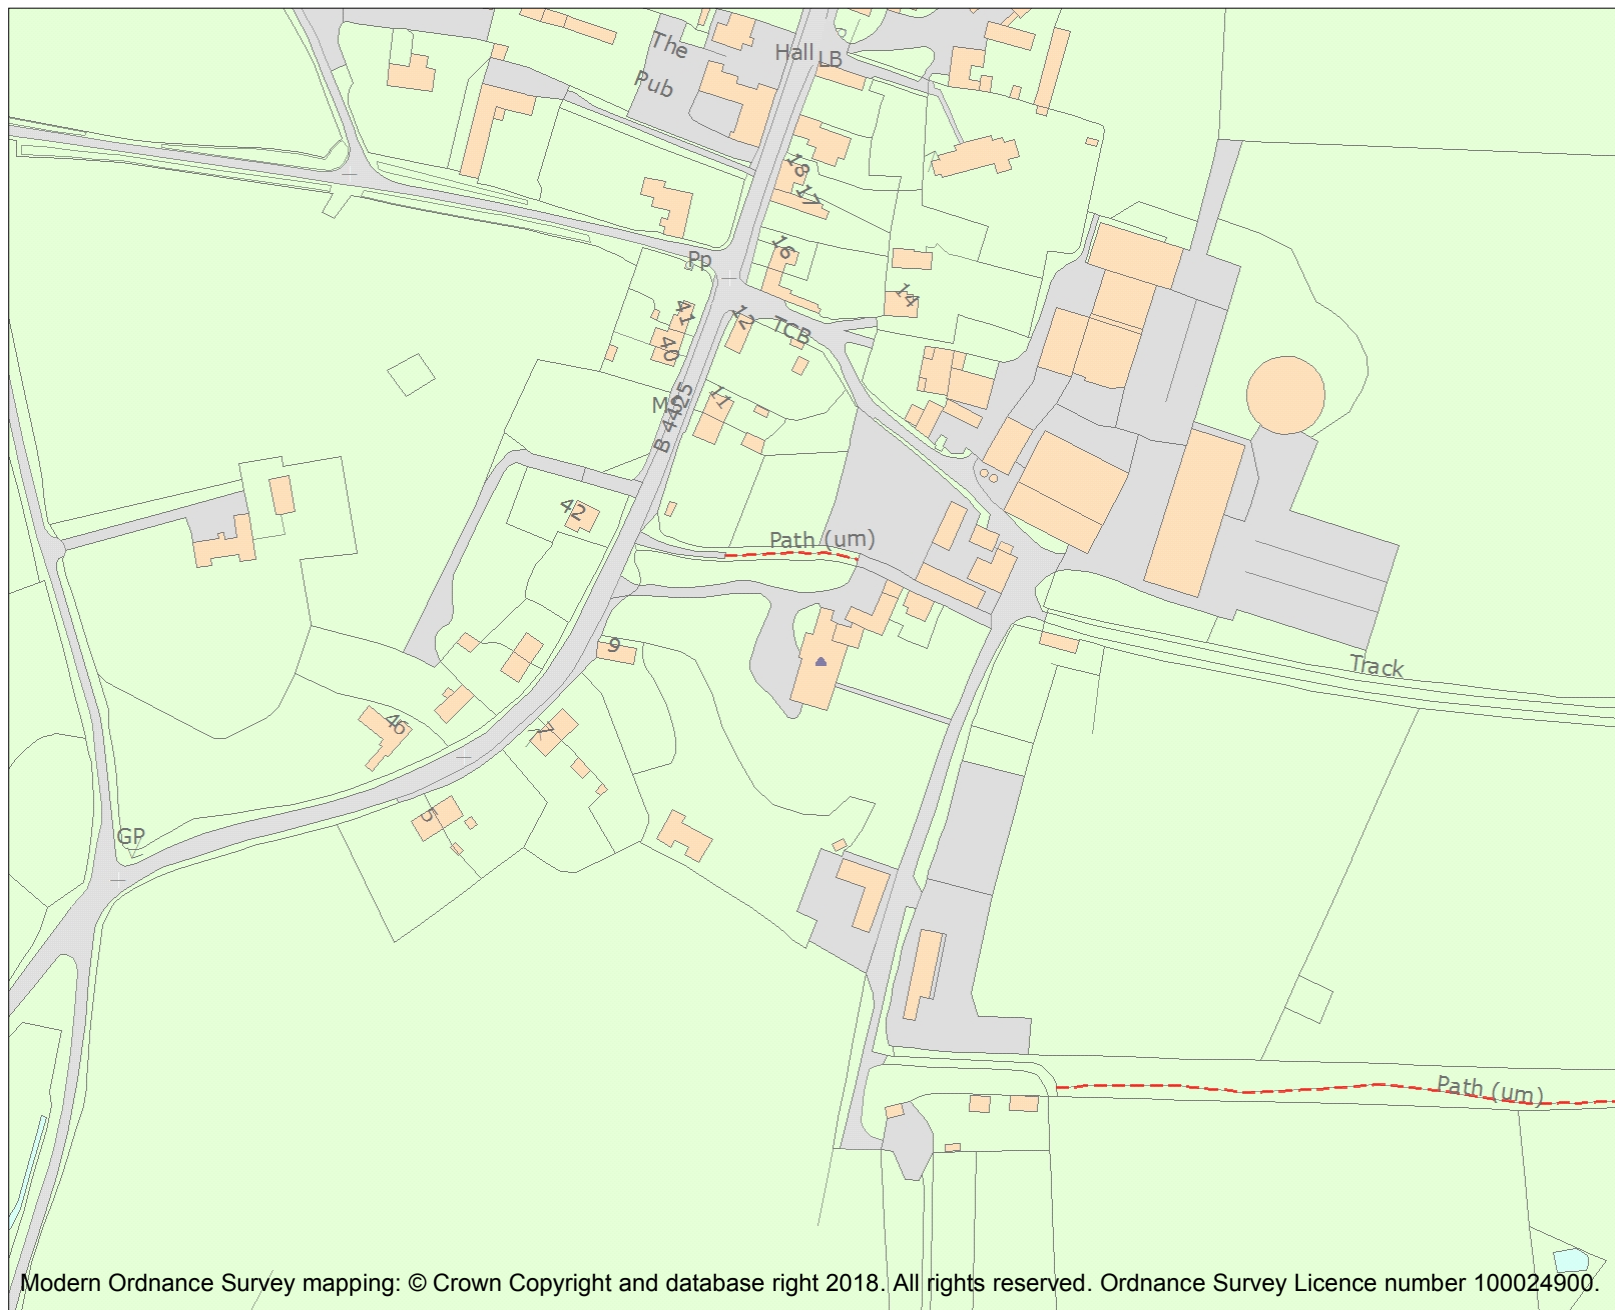 The
Pub
Hall
LB
18
17
16
Pp
14
41
12
TCB
40
11
B 4425
42
Path (um)
9
Track
46
7
5
GP
Path (um)
Modern Ordnance Survey mapping: © Crown Copyright and database right 2018. All rights reserved. Ordnance Survey Licence number 100024900.